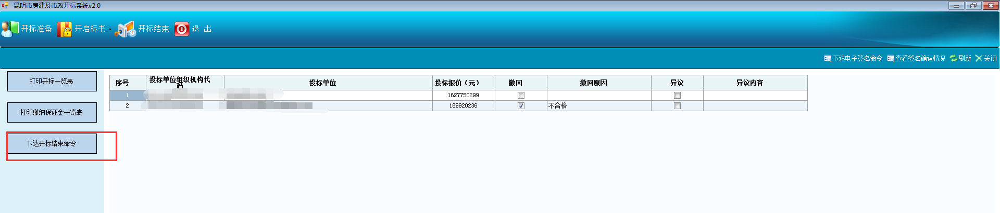 昆明市房建及市政开标系统v2.0
开标准备 开启标书 开标结束 退 出
下达电子签名命令 查看签名确认情况 刷新 关闭
打印开标一览表
打印缴纳保证金一览表
下达开标结束命令
序号 投标单位组织机构代码 投标单位 投标报价（元） 撤回 撤回原因 异议 异议内容
1 1627750299
2 169920236 不合格